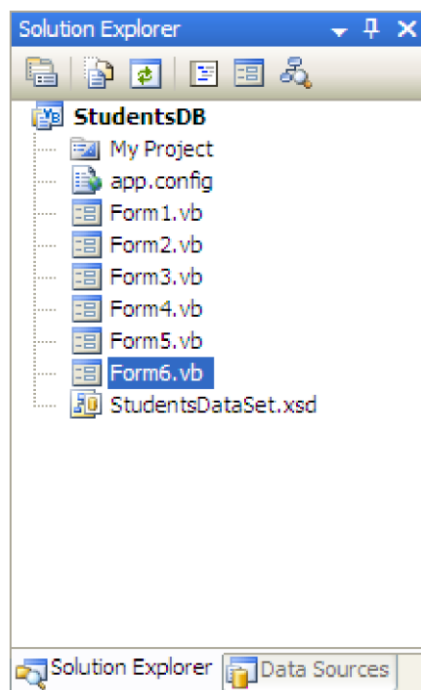 Solution Explorer
StudentsDB
My Project
app.config
Form1.vb
Form2.vb
Form3.vb
Form4.vb
Form5.vb
Form6.vb
StudentsDataSet.xsd
Solution Explorer Data Sources